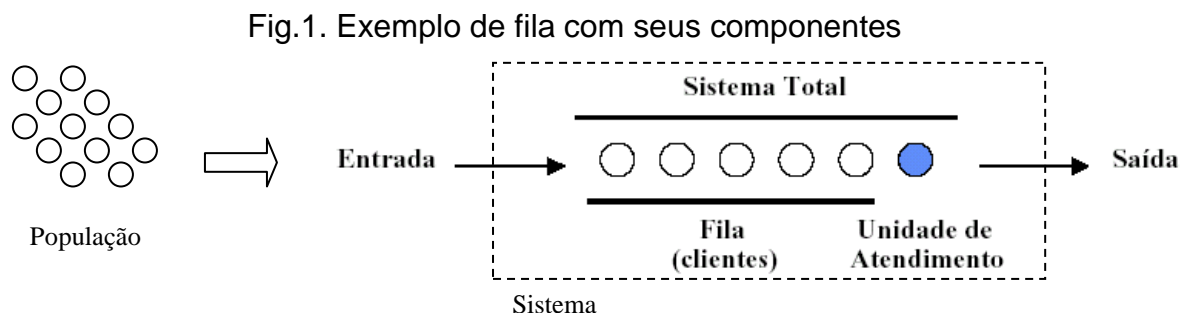 Fig.1. Exemplo de fila com seus componentes
Sistema Total
Entrada
Saída
População
Fila
(clientes)
Unidade de
Atendimento
Sistema